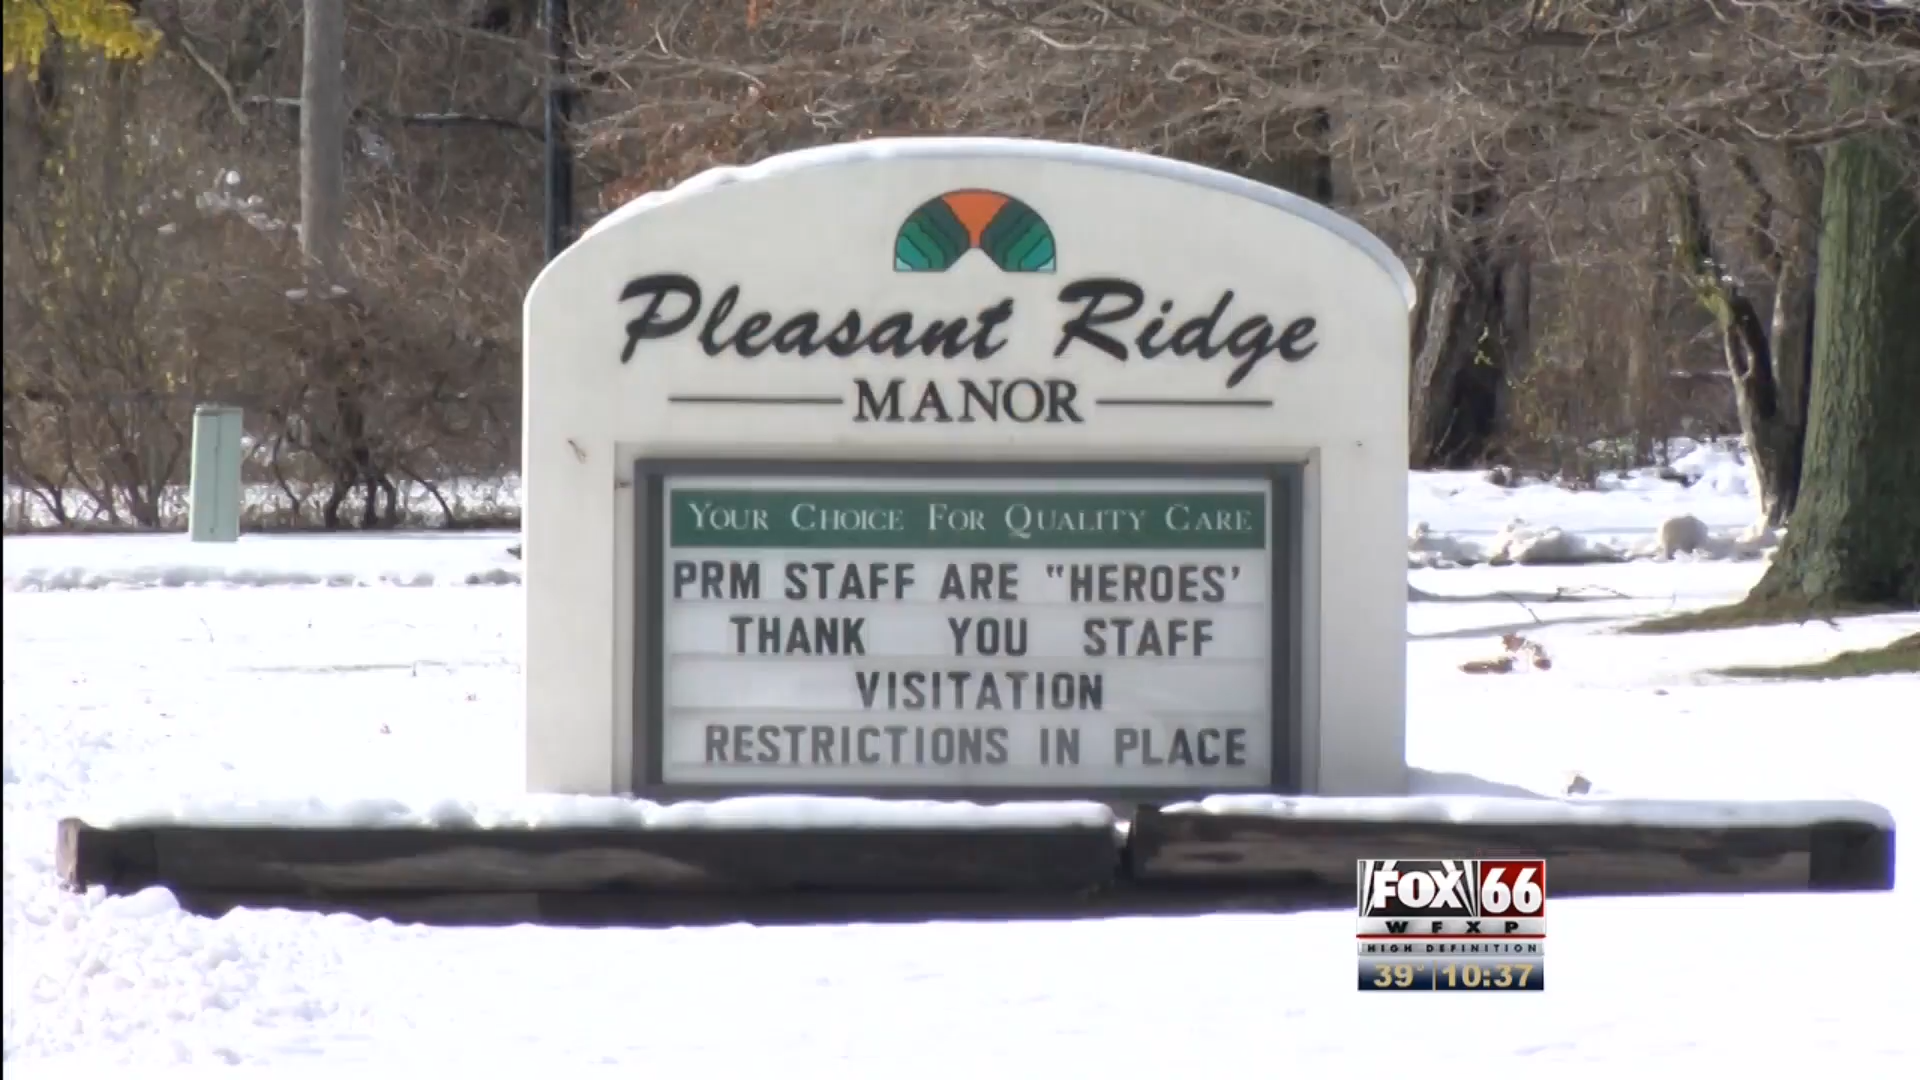 Pleasant Ridge
MANOR
YOUR CHOICE FOR QUALITY CARE
PRM STAFF ARE "HEROES'
THANK YOU STAFF
VISITATION
RESTRICTIONS IN PLACE
FOX 66
WFXP
HIGH DEFINITION
39° 10:37